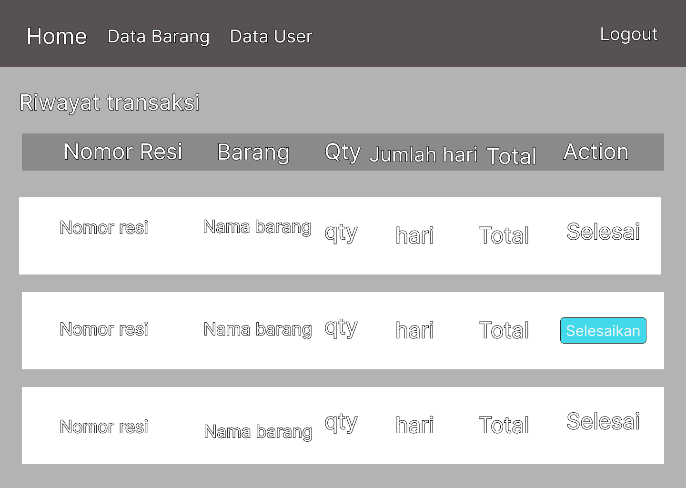 Home Data Barang Data User Logout
Riwayat transaksi
Nomor Resi Barang Qty Jumlah hari Total Action
Nomor resi Nama barang qty hari Total Selesai
Nomor resi Nama barang qty hari Total Selesaikan
Nomor resi Nama barang qty hari Total Selesai